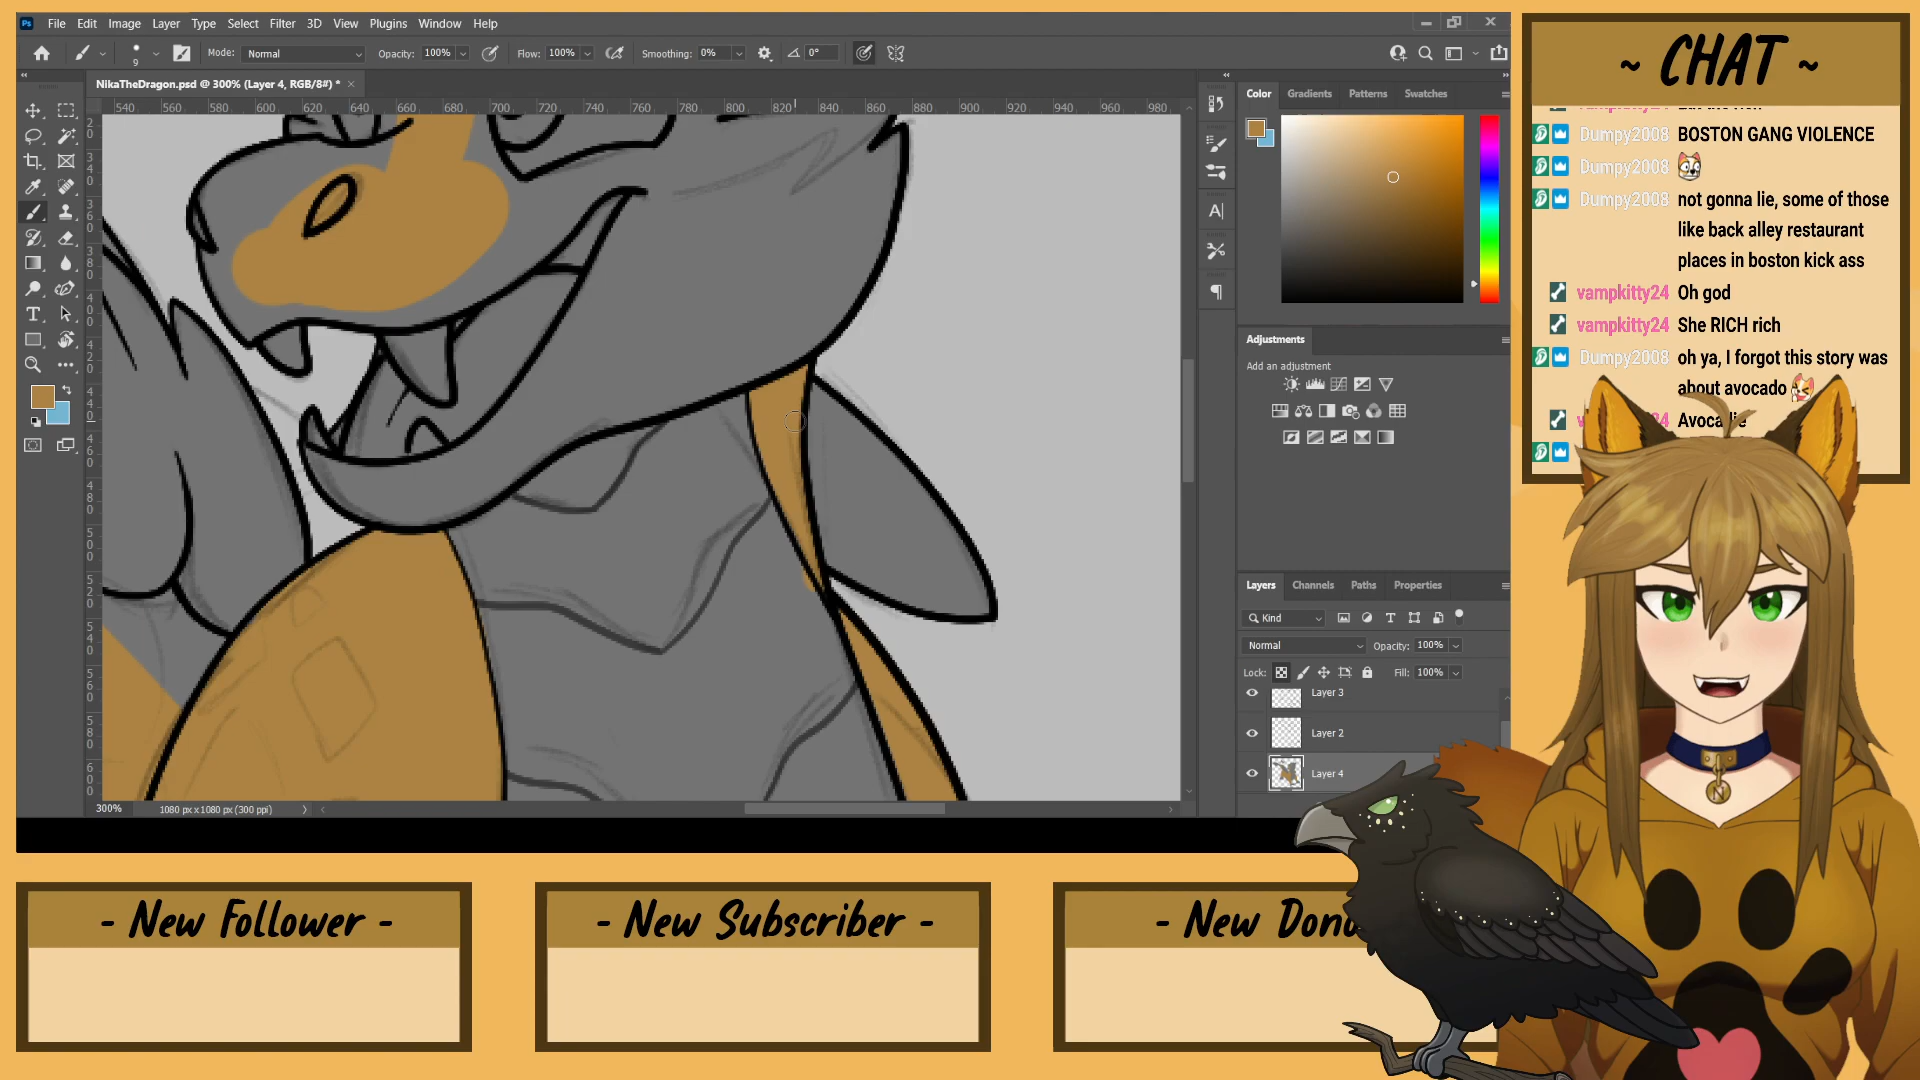 Ps File Edit Image Layer Type Select Filter 3D View Plugins Window Help
9 Mode: Normal Opacity: 100% Flow: 100% Smoothing: 0% 0°
NikaTheDragon.psd @ 300% (Layer 4, RGB/8#) * ×
540 580 600 620 640 660 680 700 720 740 760 780 800 820 840 860 880 900 920 940 960 980
Color Gradients Patterns Swatches
Adjustments
Add an adjustment
Layers Channels Paths Properties
Kind
Normal Opacity: 100%
Lock: Fill: 100%
Layer 3
Layer 2
Layer 4
300% 1080 px x 1080 px (300 ppi)
~ CHAT ~
Dumpy2008 BOSTON GANG VIOLENCE
Dumpy2008
Dumpy2008 not gonna lie, some of those
like back alley restaurant
places in boston kick ass
vampkitty24 Oh god
vampkitty24 She RICH rich
Dumpy2008 oh ya, I forgot this story was
about avocado
- New Follower -
- New Subscriber -
- New
N